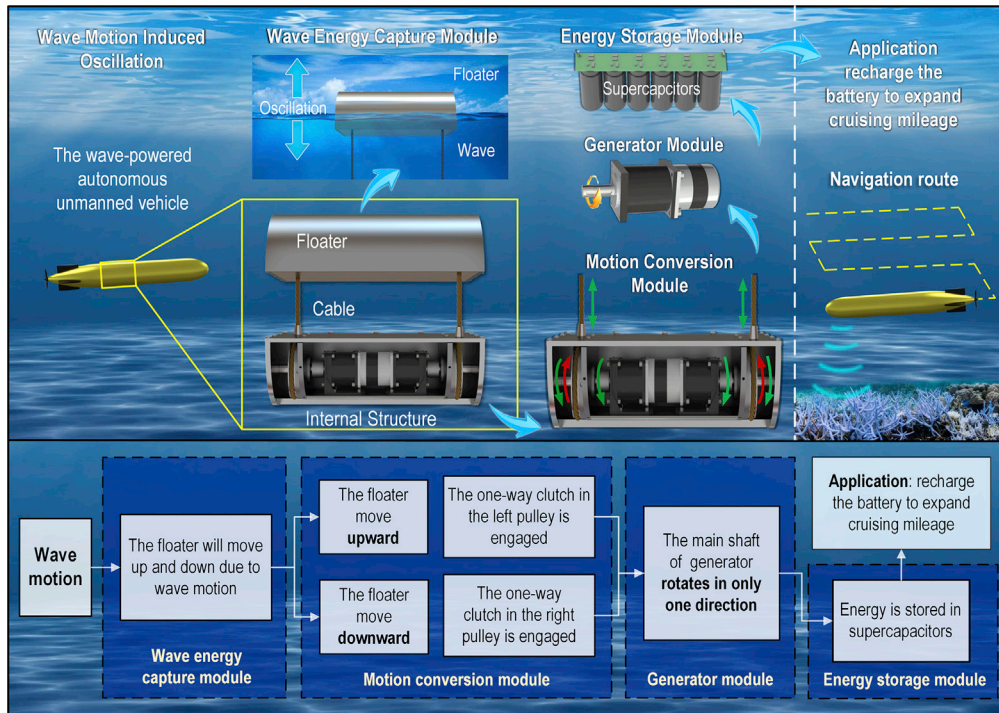 Wave Motion Induced
Oscillation
The wave-powered
autonomous
unmanned vehicle
Wave Energy Capture Module
Floater
Oscillation
Wave
Floater
Cable
Internal Structure
Energy Storage Module
Supercapcitors
Generator Module
Motion Conversion
Module
Application
recharge the
battery to expand
cruising mileage
Navigation route
Wave
motion
The floater will move
up and down due to
wave motion
Wave energy
capture module
The floater
move
upward
The one-way clutch in
the left pulley is
engaged
The floater
move
downward
The one-way
clutch in the right
pulley is engaged
Motion conversion module
The main shaft
of generator
rotates in only
one direction
Generator module
Application: recharge
the battery to expand
cruising mileage
Energy is stored in
supercapacitors
Energy storage module